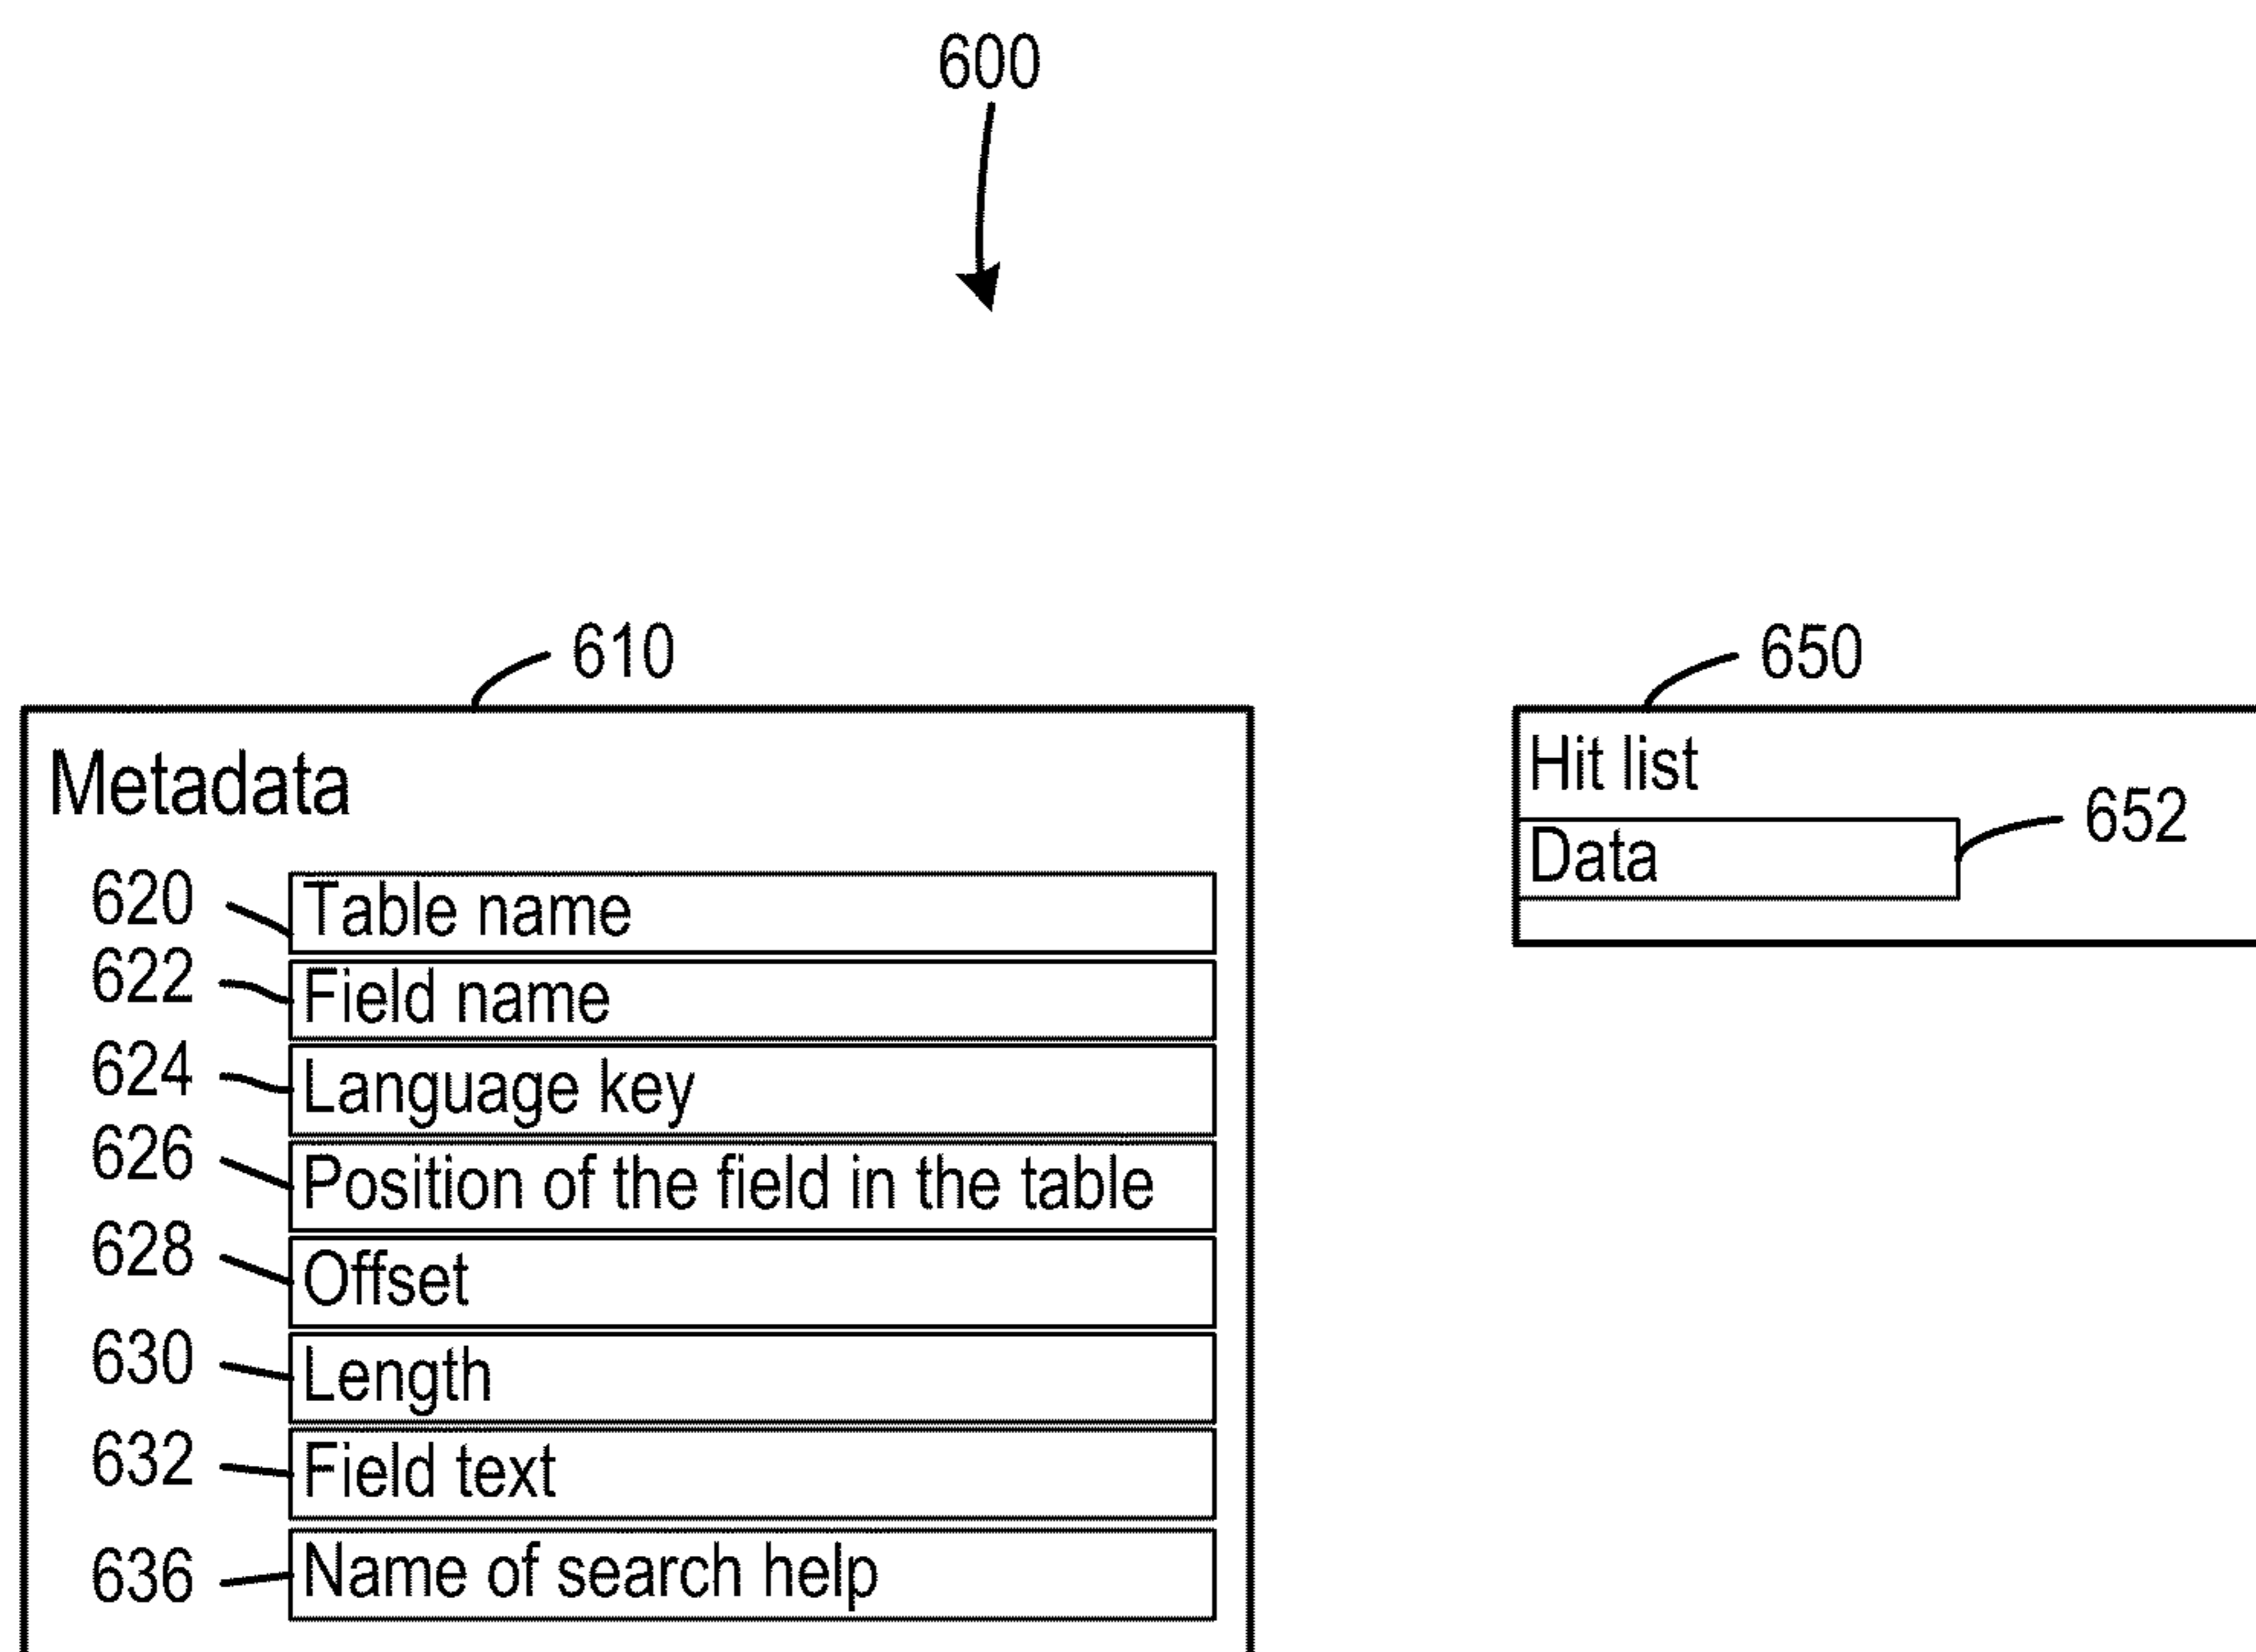 600
610
650
Metadata
Hit list
Data
652
620 Table name
622 Field name
624 Language key
626 Position of the field in the table
628 Offset
630 Length
632 Field text
636 Name of search help